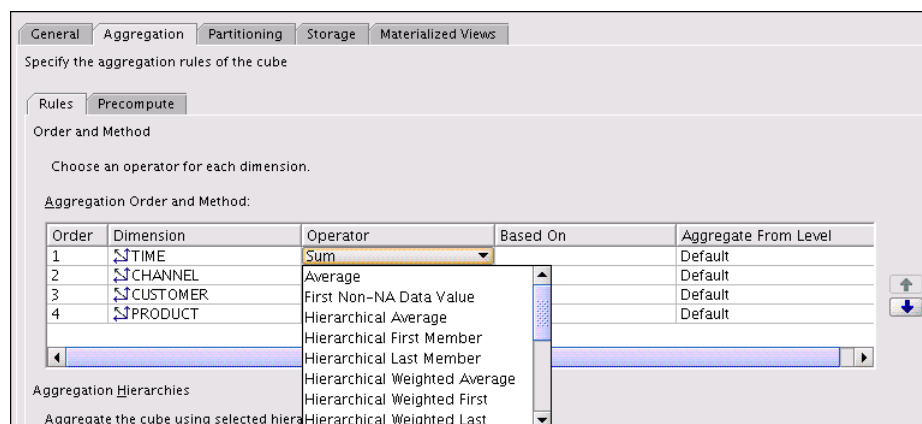 General Aggregation Partitioning Storage Materialized Views
Specify the aggregation rules of the cube
Rules Precompute
Order and Method
Choose an operator for each dimension.
Aggregation Order and Method:
Order Dimension Operator Based On Aggregate From Level
1 TIME Sum Default
2 CHANNEL Default
3 CUSTOMER Default
4 PRODUCT Default
Average
First Non-NA Data Value
Hierarchical Average
Hierarchical First Member
Hierarchical Last Member
Hierarchical Weighted Average
Hierarchical Weighted First
Hierarchical Weighted Last
Aggregation Hierarchies
Aggregate the cube using selected hiera